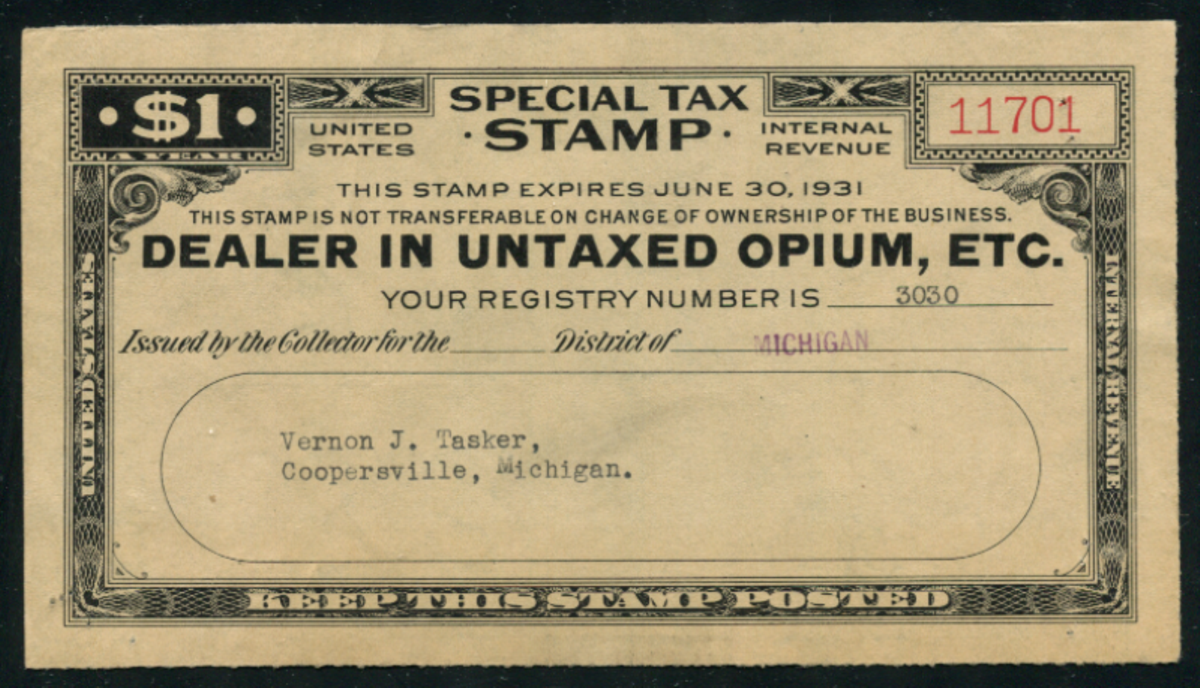 $1
A YEAR
UNITED STATES
SPECIAL TAX
STAMP
INTERNAL REVENUE
11701
THIS STAMP EXPIRES JUNE 30, 1931
THIS STAMP IS NOT TRANSFERABLE ON CHANGE OF OWNERSHIP OF THE BUSINESS.
DEALER IN UNTAXED OPIUM, ETC.
YOUR REGISTRY NUMBER IS 3030
Issued by the Collector for the District of MICHIGAN
Vernon J. Tasker,
Coopersville, Michigan.
UNITED STATES
INTERNAL REVENUE
KEEP THIS STAMP POSTED